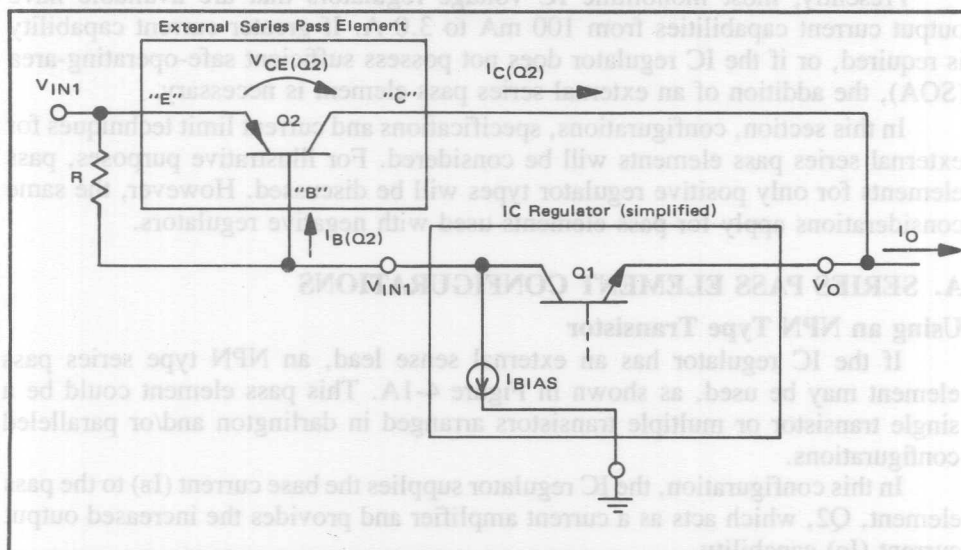 Presently, most monolithic IC voltage regulators that are available have
output current capabilities from 100 mA to 3.0 A. If greater current capability
is required, or if the IC regulator does not possess sufficient safe-operating-area
(SOA), the addition of an external series pass element is necessary.
In this section, configurations, specifications and current limit techniques for
external series pass elements will be considered. For illustrative purposes, pass
elements for only positive regulator types will be discussed. However, the same
considerations apply for pass elements used with negative regulators.
External Series Pass Element
VCE(Q2)
IC(Q2)
VIN1
"E"
"C"
Q2
R
"B"
IB(Q2)
IC Regulator (simplified)
IO
VIN1
Q1
VO
IBIAS
A. SERIES PASS ELEMENT CONFIGURATIONS
Using an NPN Type Transistor
If the IC regulator has an external sense lead, an NPN type series pass
element may be used, as shown in Figure 4-1A. This pass element could be a
single transistor or multiple transistors arranged in darlington and/or paralleled
configurations.
In this configuration, the IC regulator supplies the base current (IB) to the pass
element, Q2, which acts as a current amplifier and provides the increased output
current (IO) capability.